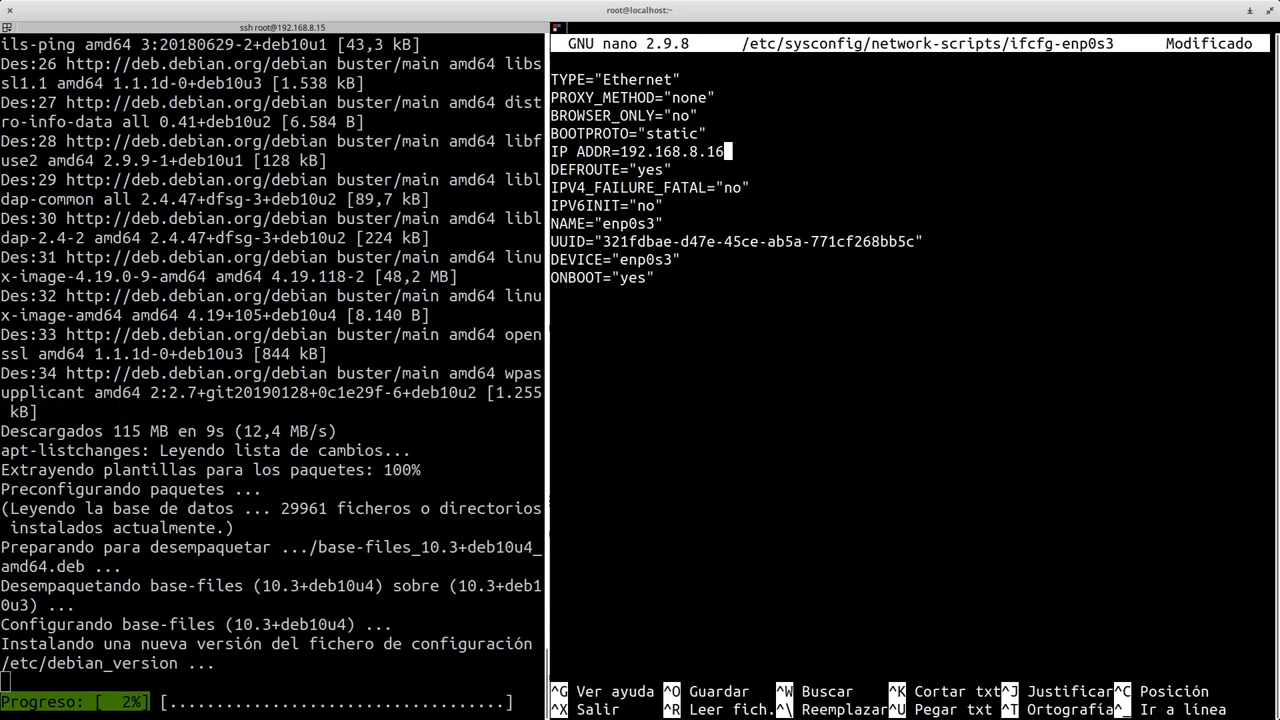 root@localhost:~
ssh root@192.168.8.15
ils-ping amd64 3:20180629-2+deb10u1 [43,3 kB]
Des:26 http://deb.debian.org/debian buster/main amd64 libs
sl1.1 amd64 1.1.1d-0+deb10u3 [1.538 kB]
Des:27 http://deb.debian.org/debian buster/main amd64 dist
ro-info-data all 0.41+deb10u2 [6.584 B]
Des:28 http://deb.debian.org/debian buster/main amd64 libf
use2 amd64 2.9.9-1+deb10u1 [128 kB]
Des:29 http://deb.debian.org/debian buster/main amd64 libl
dap-common all 2.4.47+dfsg-3+deb10u2 [89,7 kB]
Des:30 http://deb.debian.org/debian buster/main amd64 libl
dap-2.4-2 amd64 2.4.47+dfsg-3+deb10u2 [224 kB]
Des:31 http://deb.debian.org/debian buster/main amd64 linu
x-image-4.19.0-9-amd64 amd64 4.19.118-2 [48,2 MB]
Des:32 http://deb.debian.org/debian buster/main amd64 linu
x-image-amd64 amd64 4.19+105+deb10u4 [8.140 B]
Des:33 http://deb.debian.org/debian buster/main amd64 open
ssl amd64 1.1.1d-0+deb10u3 [844 kB]
Des:34 http://deb.debian.org/debian buster/main amd64 wpas
upplicant amd64 2:2.7+git20190128+0c1e29f-6+deb10u2 [1.255
kB]
Descargados 115 MB en 9s (12,4 MB/s)
apt-listchanges: Leyendo lista de cambios...
Extrayendo plantillas para los paquetes: 100%
Preconfigurando paquetes ...
(Leyendo la base de datos ... 29961 ficheros o directorios
instalados actualmente.)
Preparando para desempaquetar .../base-files_10.3+deb10u4_
amd64.deb ...
Desempaquetando base-files (10.3+deb10u4) sobre (10.3+deb1
0u3) ...
Configurando base-files (10.3+deb10u4) ...
Instalando una nueva versión del fichero de configuración
/etc/debian_version ...
Progreso: [  2%] [..................................]
GNU nano 2.9.8 /etc/sysconfig/network-scripts/ifcfg-enp0s3 Modificado
TYPE="Ethernet"
PROXY_METHOD="none"
BROWSER_ONLY="no"
BOOTPROTO="static"
IP ADDR=192.168.8.16
DEFROUTE="yes"
IPV4_FAILURE_FATAL="no"
IPV6INIT="no"
NAME="enp0s3"
UUID="321fdbae-d47e-45ce-ab5a-771cf268bb5c"
DEVICE="enp0s3"
ONBOOT="yes"
^G Ver ayuda ^O Guardar ^W Buscar ^K Cortar txt ^J Justificar ^C Posición
^X Salir ^R Leer fich. ^\ Reemplazar ^U Pegar txt ^T Ortografía ^_ Ir a línea